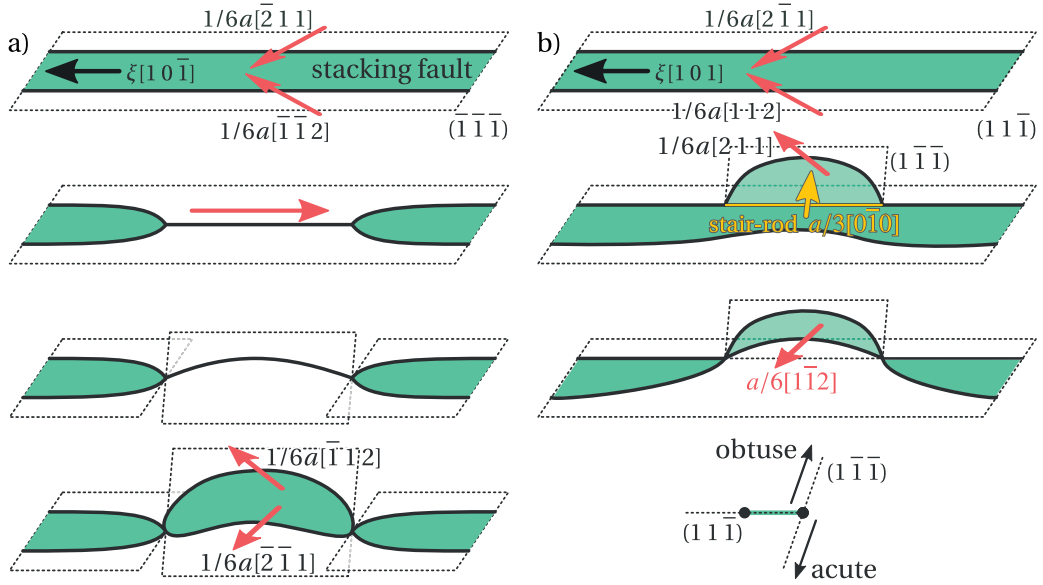 a)
1/6a[2̅ 1 1]
ξ[1 0 1̅]
stacking fault
1/6a[1̅ 1̅ 2]
(1̅ 1̅ 1̅)
1/6a[1̅ 1 2]
1/6a[2̅ 1̅ 1]
b)
1/6a[2 1̅ 1]
ξ[1 0 1]
1/6a[1 1 2]
(1 1 1̅)
1/6a[2 1 1]
(1 1̅ 1̅)
stair-rod a/3[0 1̅ 0]
a/6[1 1̅ 2]
obtuse
(1 1̅ 1̅)
(1 1 1̅)
acute